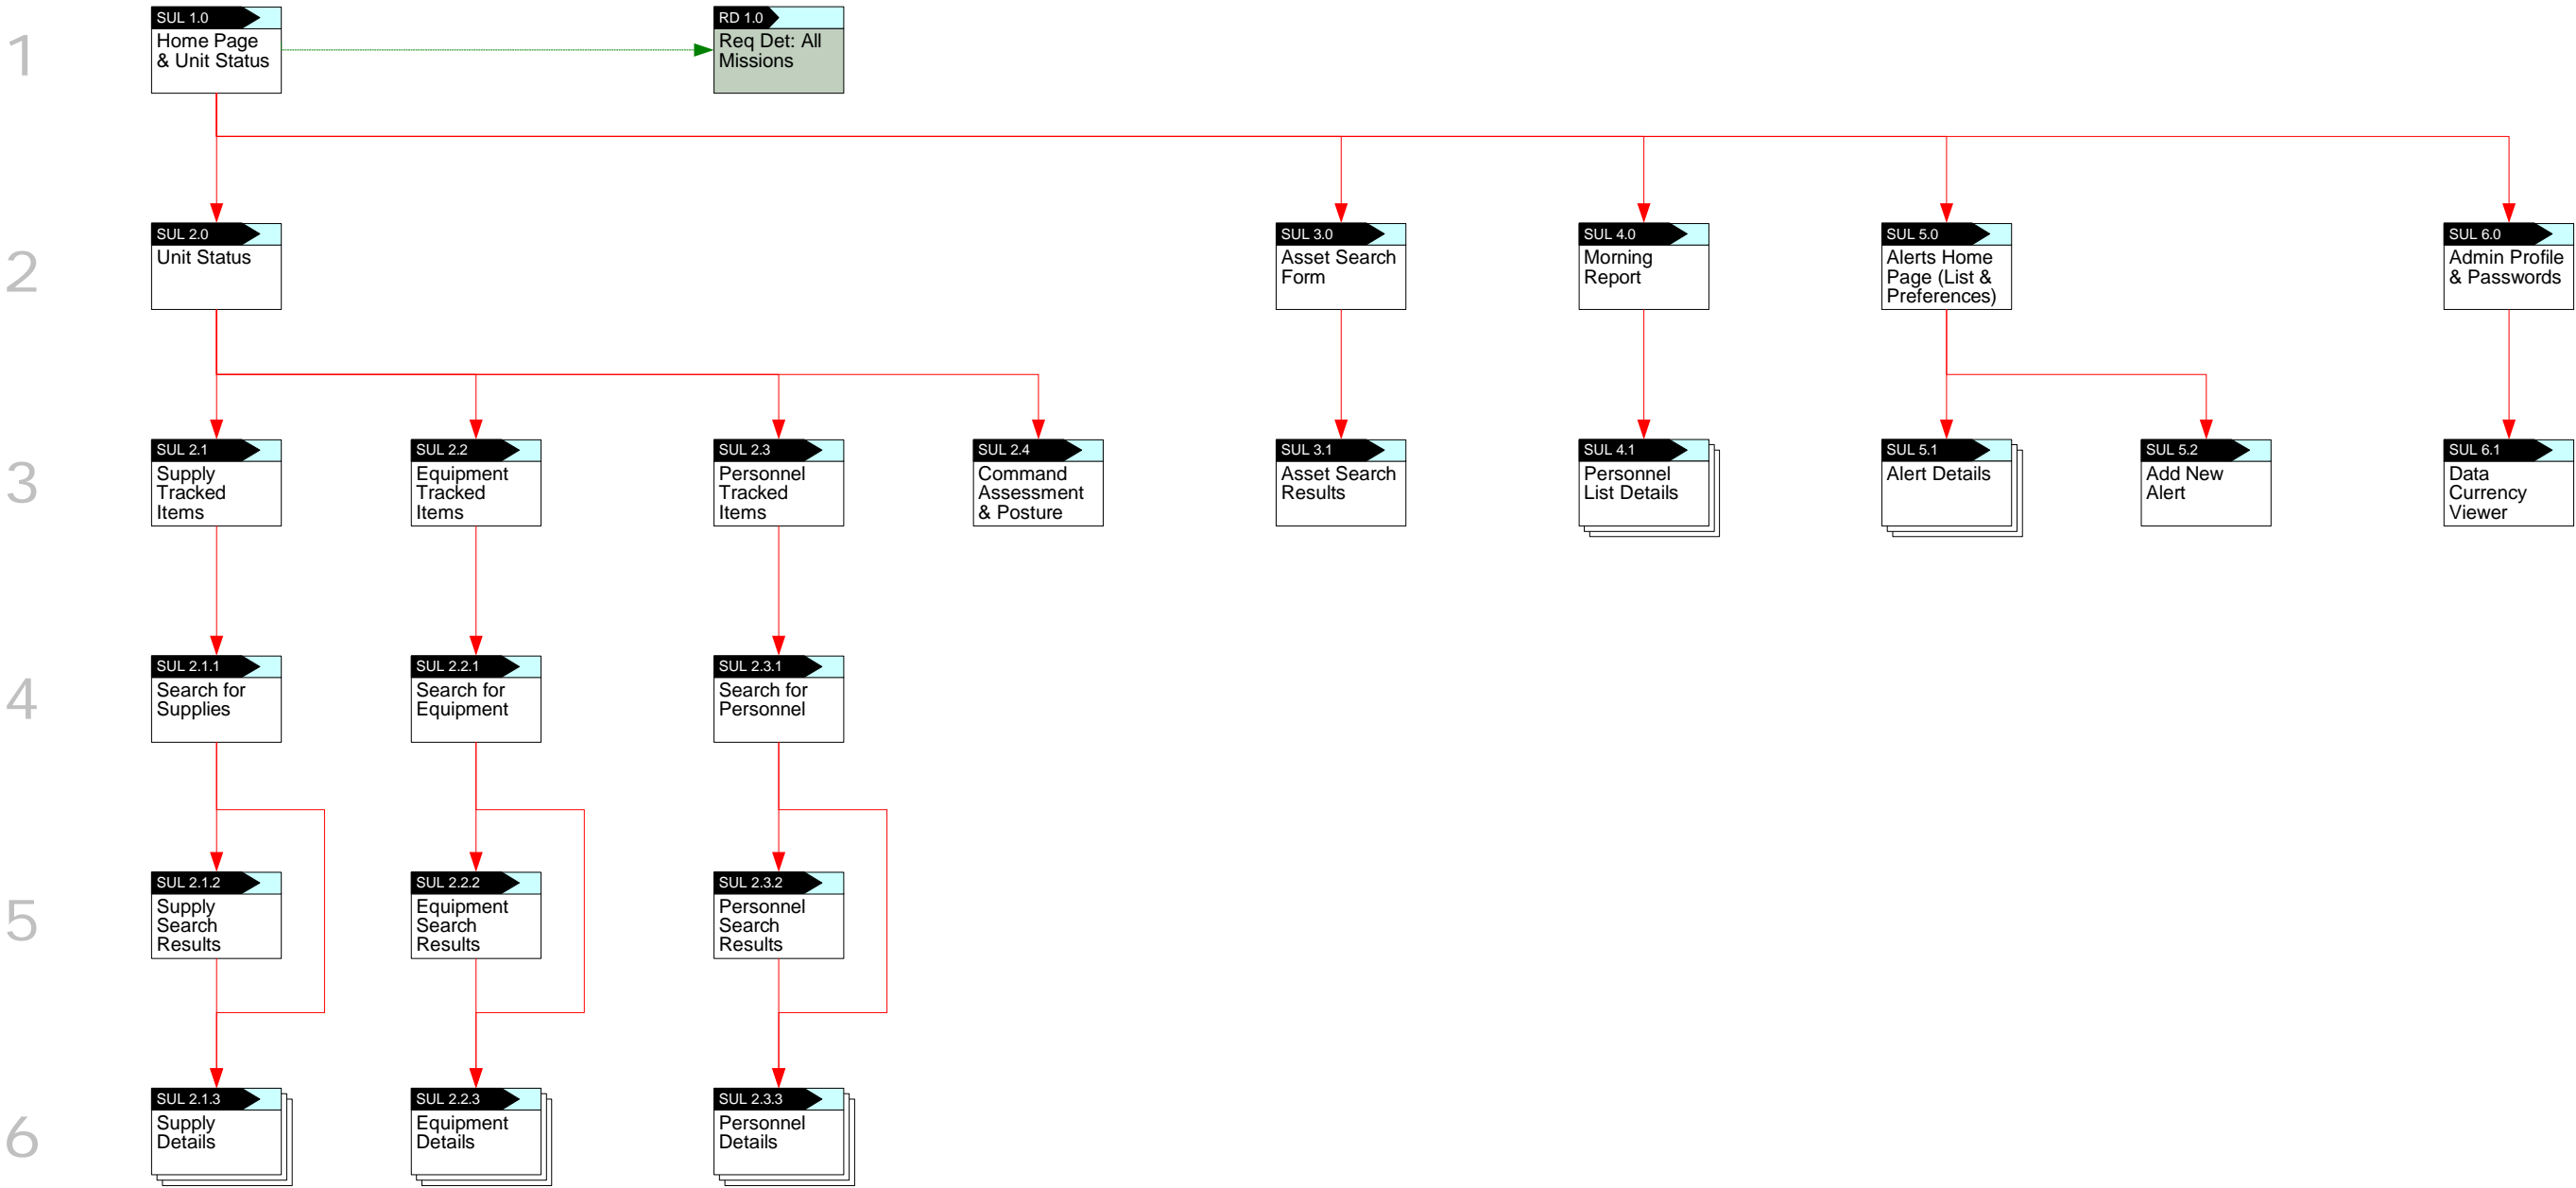 1
SUL 1.0
Home Page
& Unit Status
RD 1.0
Req Det: All
Missions
2
SUL 2.0
Unit Status
SUL 3.0
Asset Search
Form
SUL 4.0
Morning
Report
SUL 5.0
Alerts Home
Page (List &
Preferences)
SUL 6.0
Admin Profile
& Passwords
3
SUL 2.1
Supply
Tracked
Items
SUL 2.2
Equipment
Tracked
Items
SUL 2.3
Personnel
Tracked
Items
SUL 2.4
Command
Assessment
& Posture
SUL 3.1
Asset Search
Results
SUL 4.1
Personnel
List Details
SUL 5.1
Alert Details
SUL 5.2
Add New
Alert
SUL 6.1
Data
Currency
Viewer
4
SUL 2.1.1
Search for
Supplies
SUL 2.2.1
Search for
Equipment
SUL 2.3.1
Search for
Personnel
5
SUL 2.1.2
Supply
Search
Results
SUL 2.2.2
Equipment
Search
Results
SUL 2.3.2
Personnel
Search
Results
6
SUL 2.1.3
Supply
Details
SUL 2.2.3
Equipment
Details
SUL 2.3.3
Personnel
Details